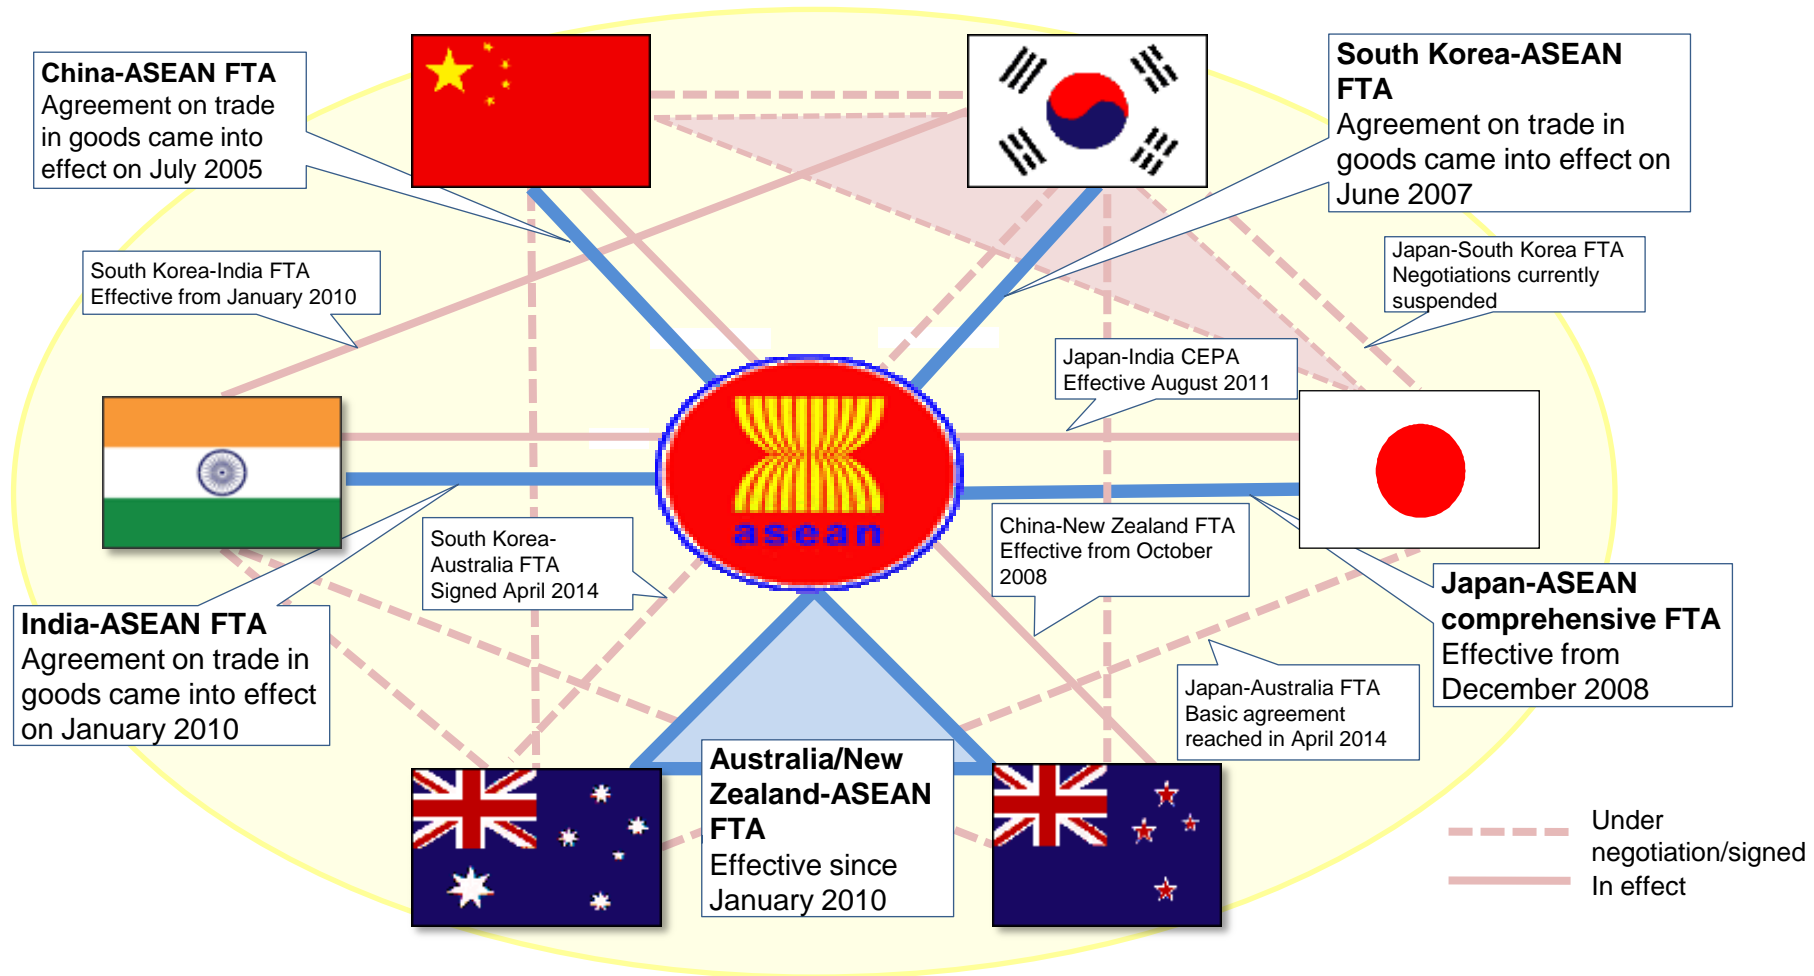 China-ASEAN FTA
Agreement on trade
in goods came into
effect on July 2005
South Korea-ASEAN
FTA
Agreement on trade in
goods came into effect on
June 2007
South Korea-India FTA
Effective from January 2010
Japan-South Korea FTA
Negotiations currently
suspended
Japan-India CEPA
Effective August 2011
asean
South Korea-
Australia FTA
Signed April 2014
China-New Zealand FTA
Effective from October
2008
India-ASEAN FTA
Agreement on trade in
goods came into effect
on January 2010
Japan-ASEAN
comprehensive FTA
Effective from
December 2008
Japan-Australia FTA
Basic agreement
reached in April 2014
Australia/New
Zealand-ASEAN
FTA
Effective since
January 2010
Under
negotiation/signed
In effect